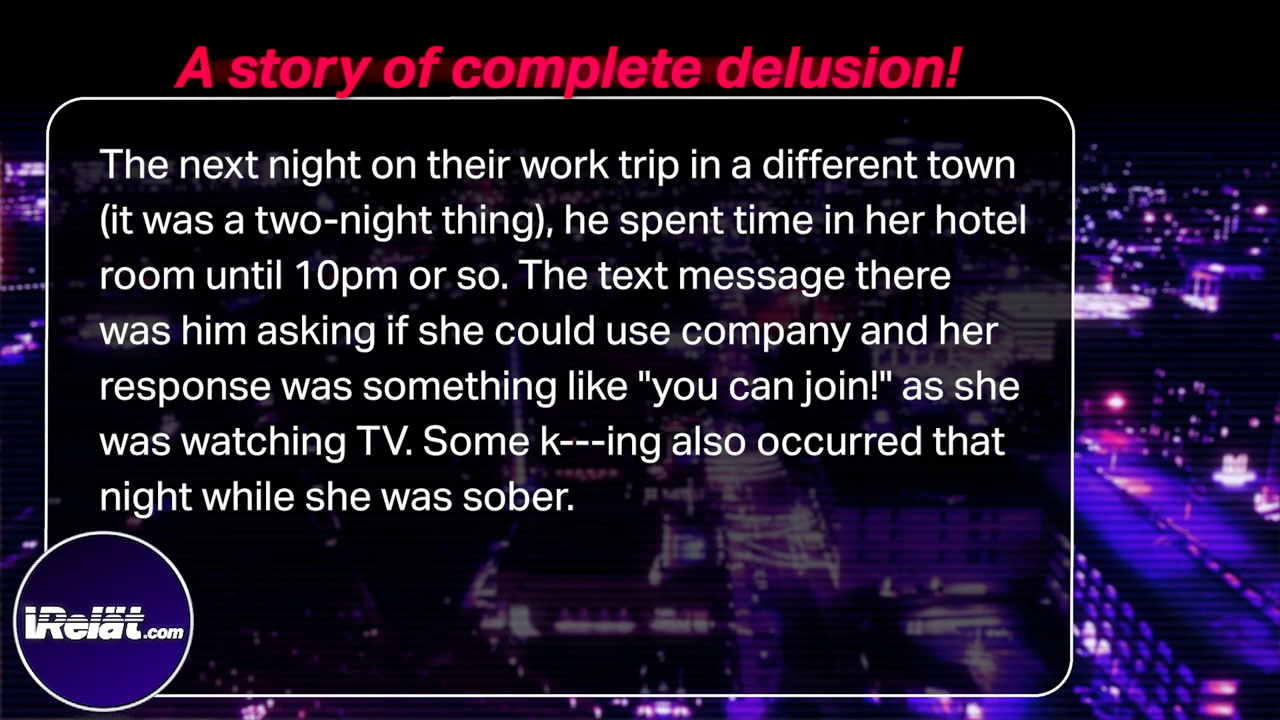 A story of complete delusion!
The next night on their work trip in a different town
(it was a two-night thing), he spent time in her hotel
room until 10pm or so. The text message there
was him asking if she could use company and her
response was something like "you can join!" as she
was watching TV. Some k---ing also occurred that
night while she was sober.
IRelät.com